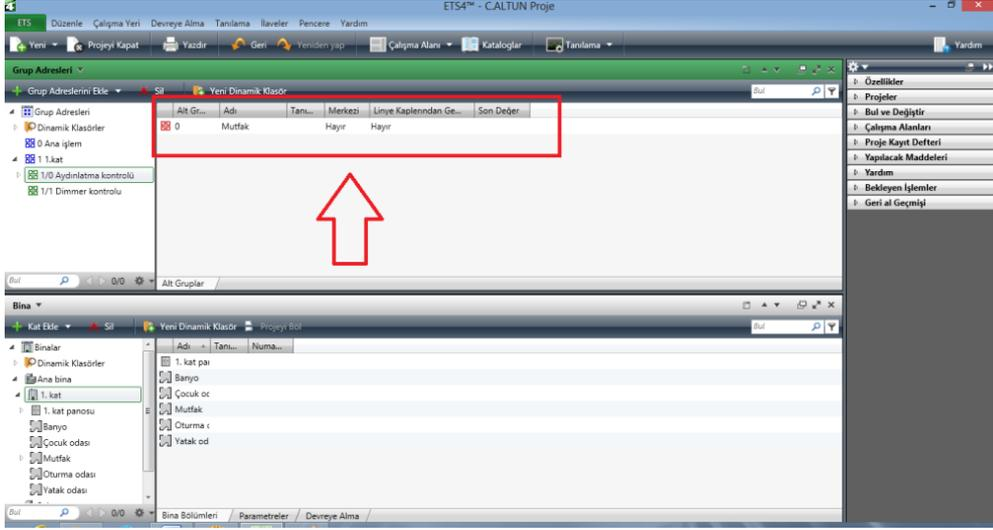 ETS4™ - C.ALTUN Proje
ETS Düzenle Çalışma Yeri Devreye Alma Tanılama İlaveler Pencere Yardım
Yeni Projeyi Kapat Yazdır Geri Yeniden yap Çalışma Alanı Kataloglar Tanılama Yardım
Grup Adresleri
Grup Adreslerini Ekle Sil Yeni Dinamik Klasör Bul
Grup Adresleri
Dinamik Klasörler
0 Ana işlem
1 1.kat
1/0 Aydınlatma kontrolü
1/1 Dimmer kontrolu
Alt Gr... Adı Tanı... Merkezi Linye Kaplerınden Ge... Son Değer
0 Mutfak Hayır Hayır
Bul 0/0
Alt Gruplar
Özellikler
Projeler
Bul ve Değiştir
Çalışma Alanları
Proje Kayıt Defteri
Yapılacak Maddeleri
Yardım
Bekleyen İşlemler
Geri al Geçmişi
Bina
Kat Ekle Sil Yeni Dinamik Klasör Projeyi Böl Bul
Binalar
Dinamik Klasörler
Ana bina
1. kat
1. kat panosu
Banyo
Çocuk odası
Mutfak
Oturma odası
Yatak odası
Adı Tanı... Numa...
1. kat pa
Banyo
Çocuk oc
Mutfak
Oturma
Yatak od
Bul 0/0
Bina Bölümleri Parametreler Devreye Alma